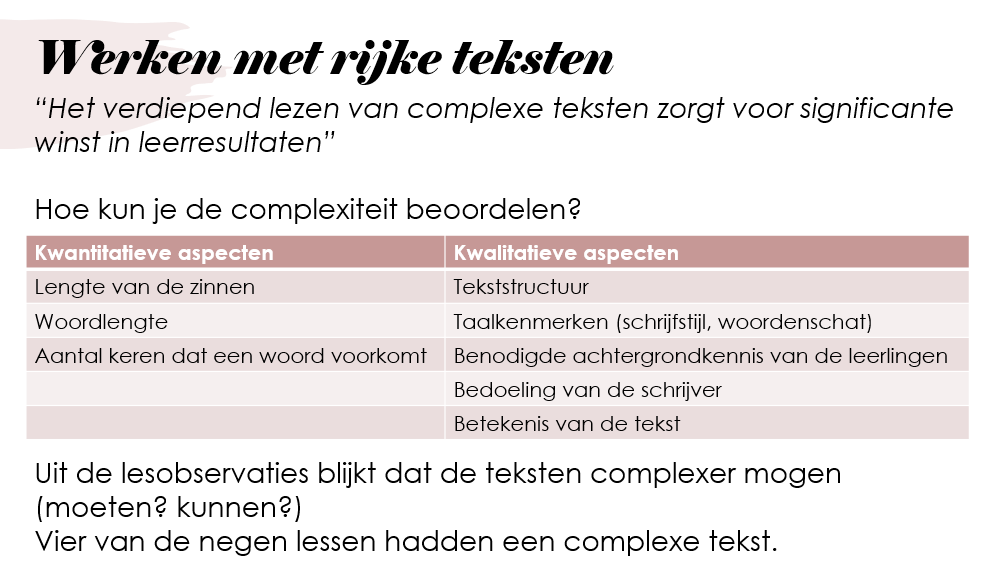 Werken met rijke teksten
“Het verdiepend lezen van complexe teksten zorgt voor significante
winst in leerresultaten”
Hoe kun je de complexiteit beoordelen?
Kwantitatieve aspecten Kwalitatieve aspecten
Lengte van de zinnen Tekststructuur
Woordlengte Taalkenmerken (schrijfstijl, woordenschat)
Aantal keren dat een woord voorkomt Benodigde achtergrondkennis van de leerlingen
Bedoeling van de schrijver
Betekenis van de tekst
Uit de lesobservaties blijkt dat de teksten complexer mogen
(moeten? kunnen?)
Vier van de negen lessen hadden een complexe tekst.